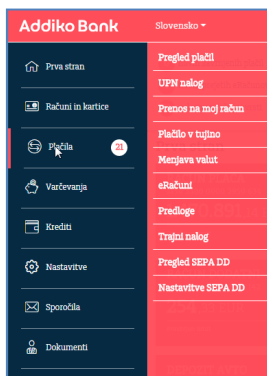 Addiko Bank
Slovensko
Prva stran
Računi in kartice
Plačila
21
Varčevanja
Krediti
Nastavitve
Sporočila
Dokumenti
Pregled plačil
UPN nalog
Prenos na moj račun
Plačilo v tujino
Menjava valut
eRačuni
Predloge
Trajni nalog
Pregled SEPA DD
Nastavitve SEPA DD